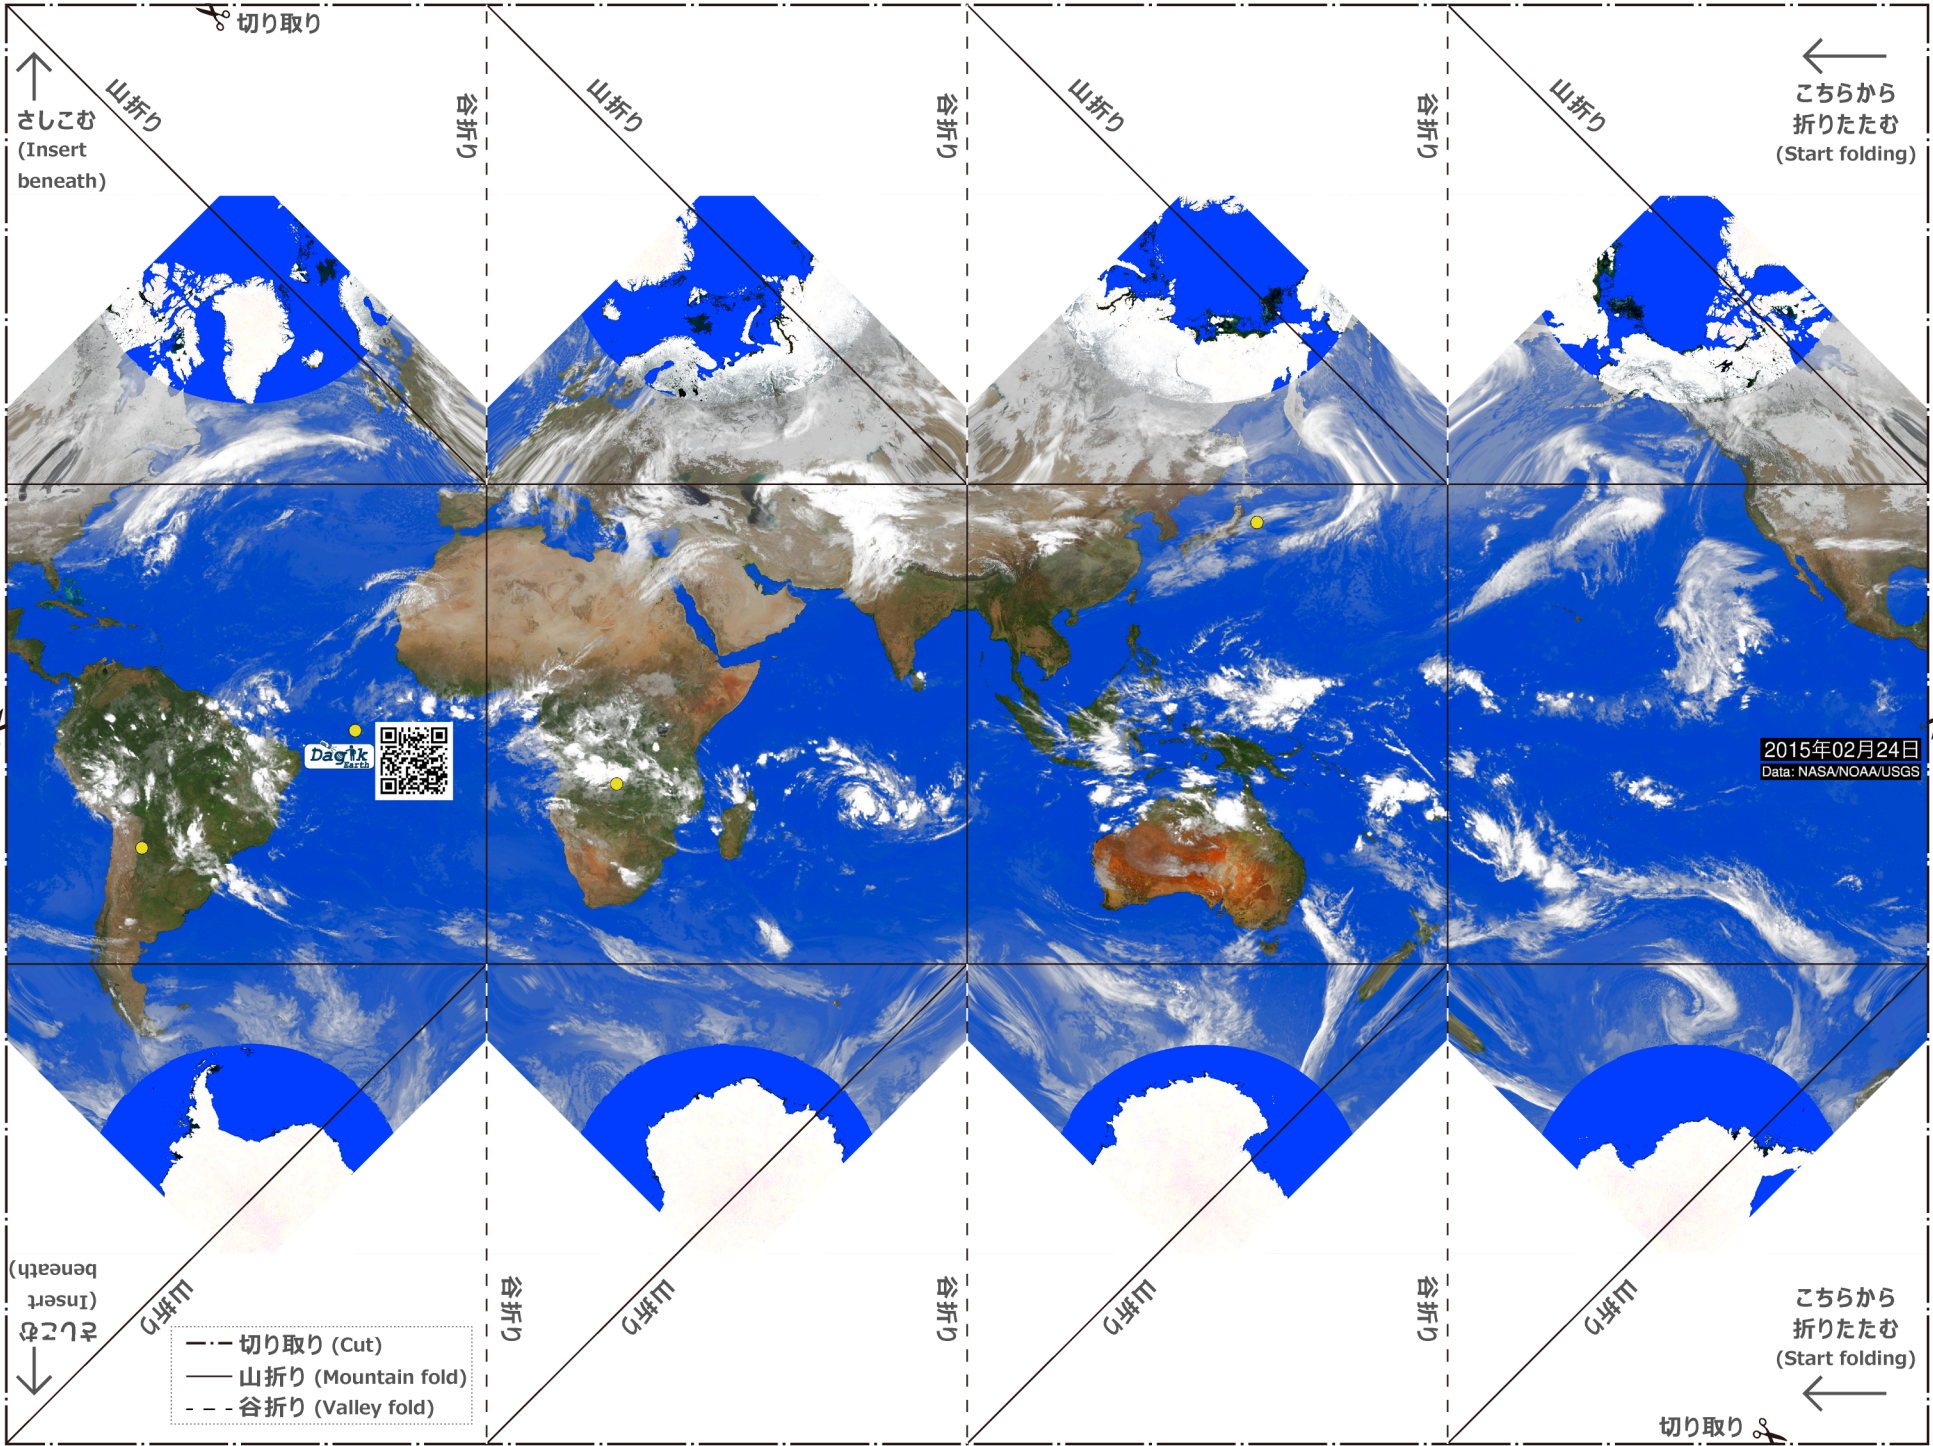 切り取り
さしこむ
(Insert
beneath)
山折り
谷折り
山折り
谷折り
山折り
谷折り
山折り
こちらから
折りたたむ
(Start folding)
Dagik
Earth
2015年02月24日
Data: NASA/NOAA/USGS
さしこむ
(Insert
beneath)
山折り
谷折り
山折り
谷折り
山折り
谷折り
山折り
こちらから
折りたたむ
(Start folding)
切り取り (Cut)
山折り (Mountain fold)
谷折り (Valley fold)
切り取り